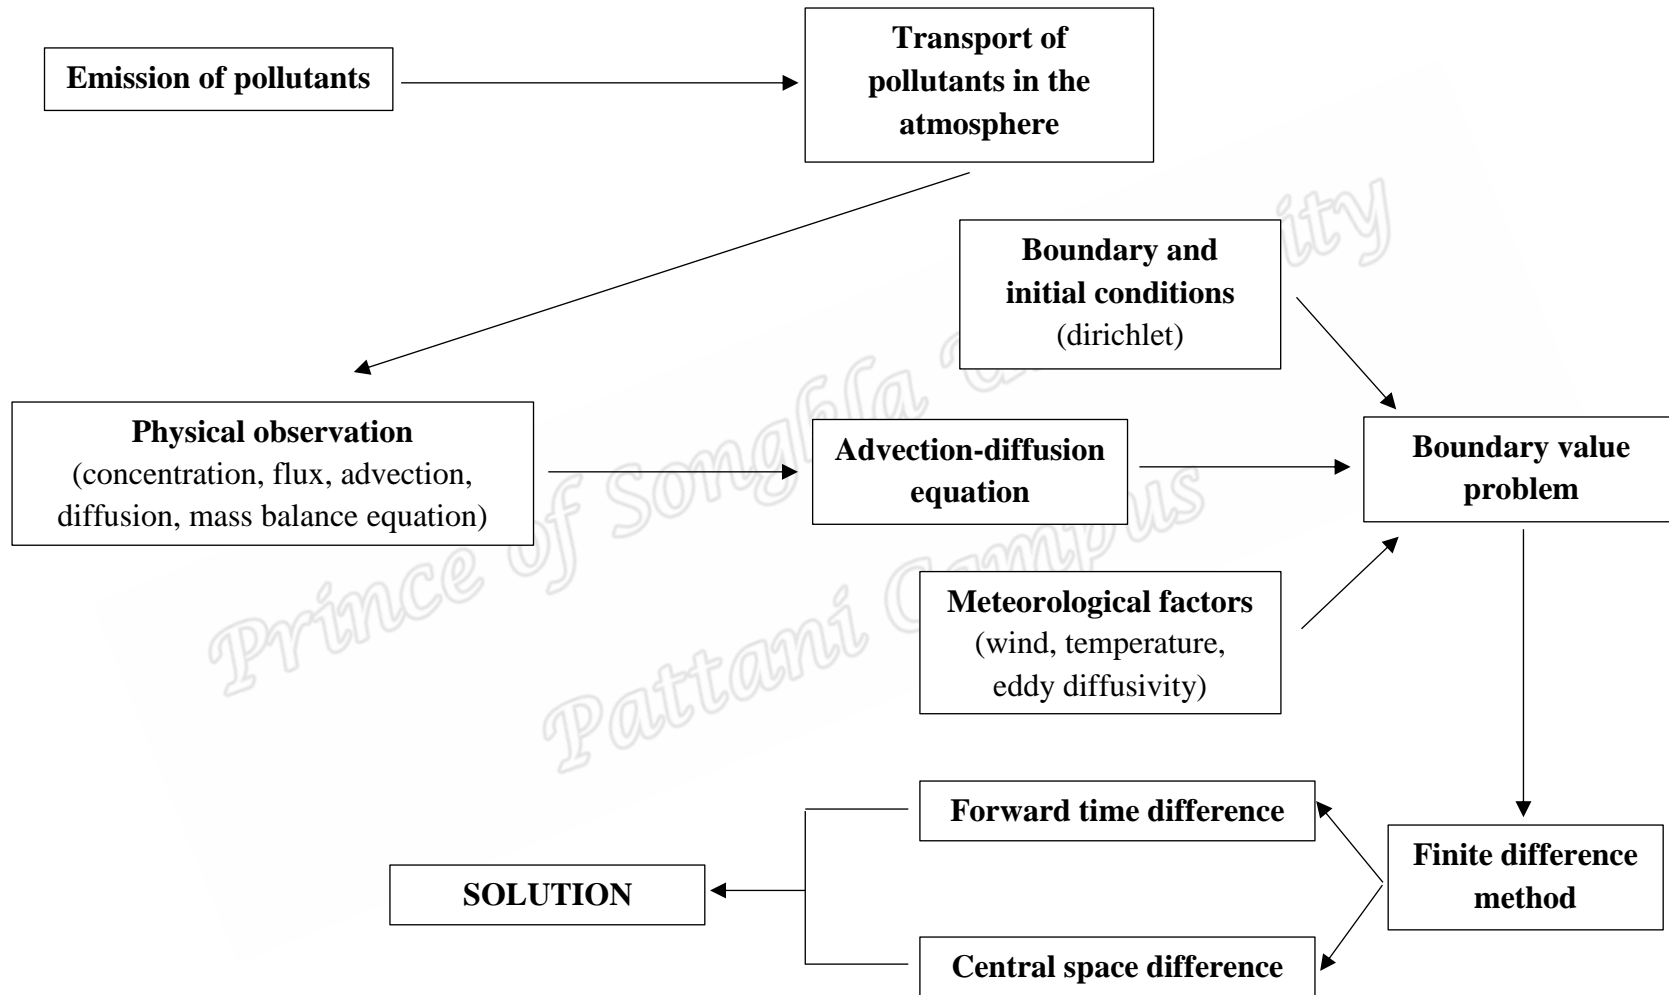 Emission of pollutants
Transport of
pollutants in the
atmosphere
Boundary and
initial conditions
(dirichlet)
Physical observation
(concentration, flux, advection,
diffusion, mass balance equation)
Advection-diffusion
equation
Boundary value
problem
Meteorological factors
(wind, temperature,
eddy diffusivity)
Forward time difference
Finite difference
method
SOLUTION
Central space difference
Prince of Songkla
Pattani Campus